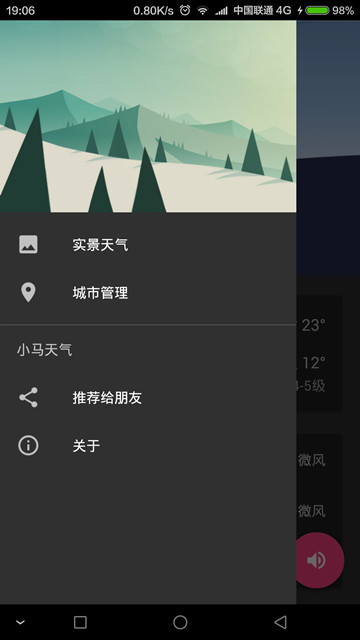 19:06 0.80K/s 中国联通 4G 98%
实景天气
城市管理
23°
小马天气
12°
4-5级
推荐给朋友
关于
微风
微风